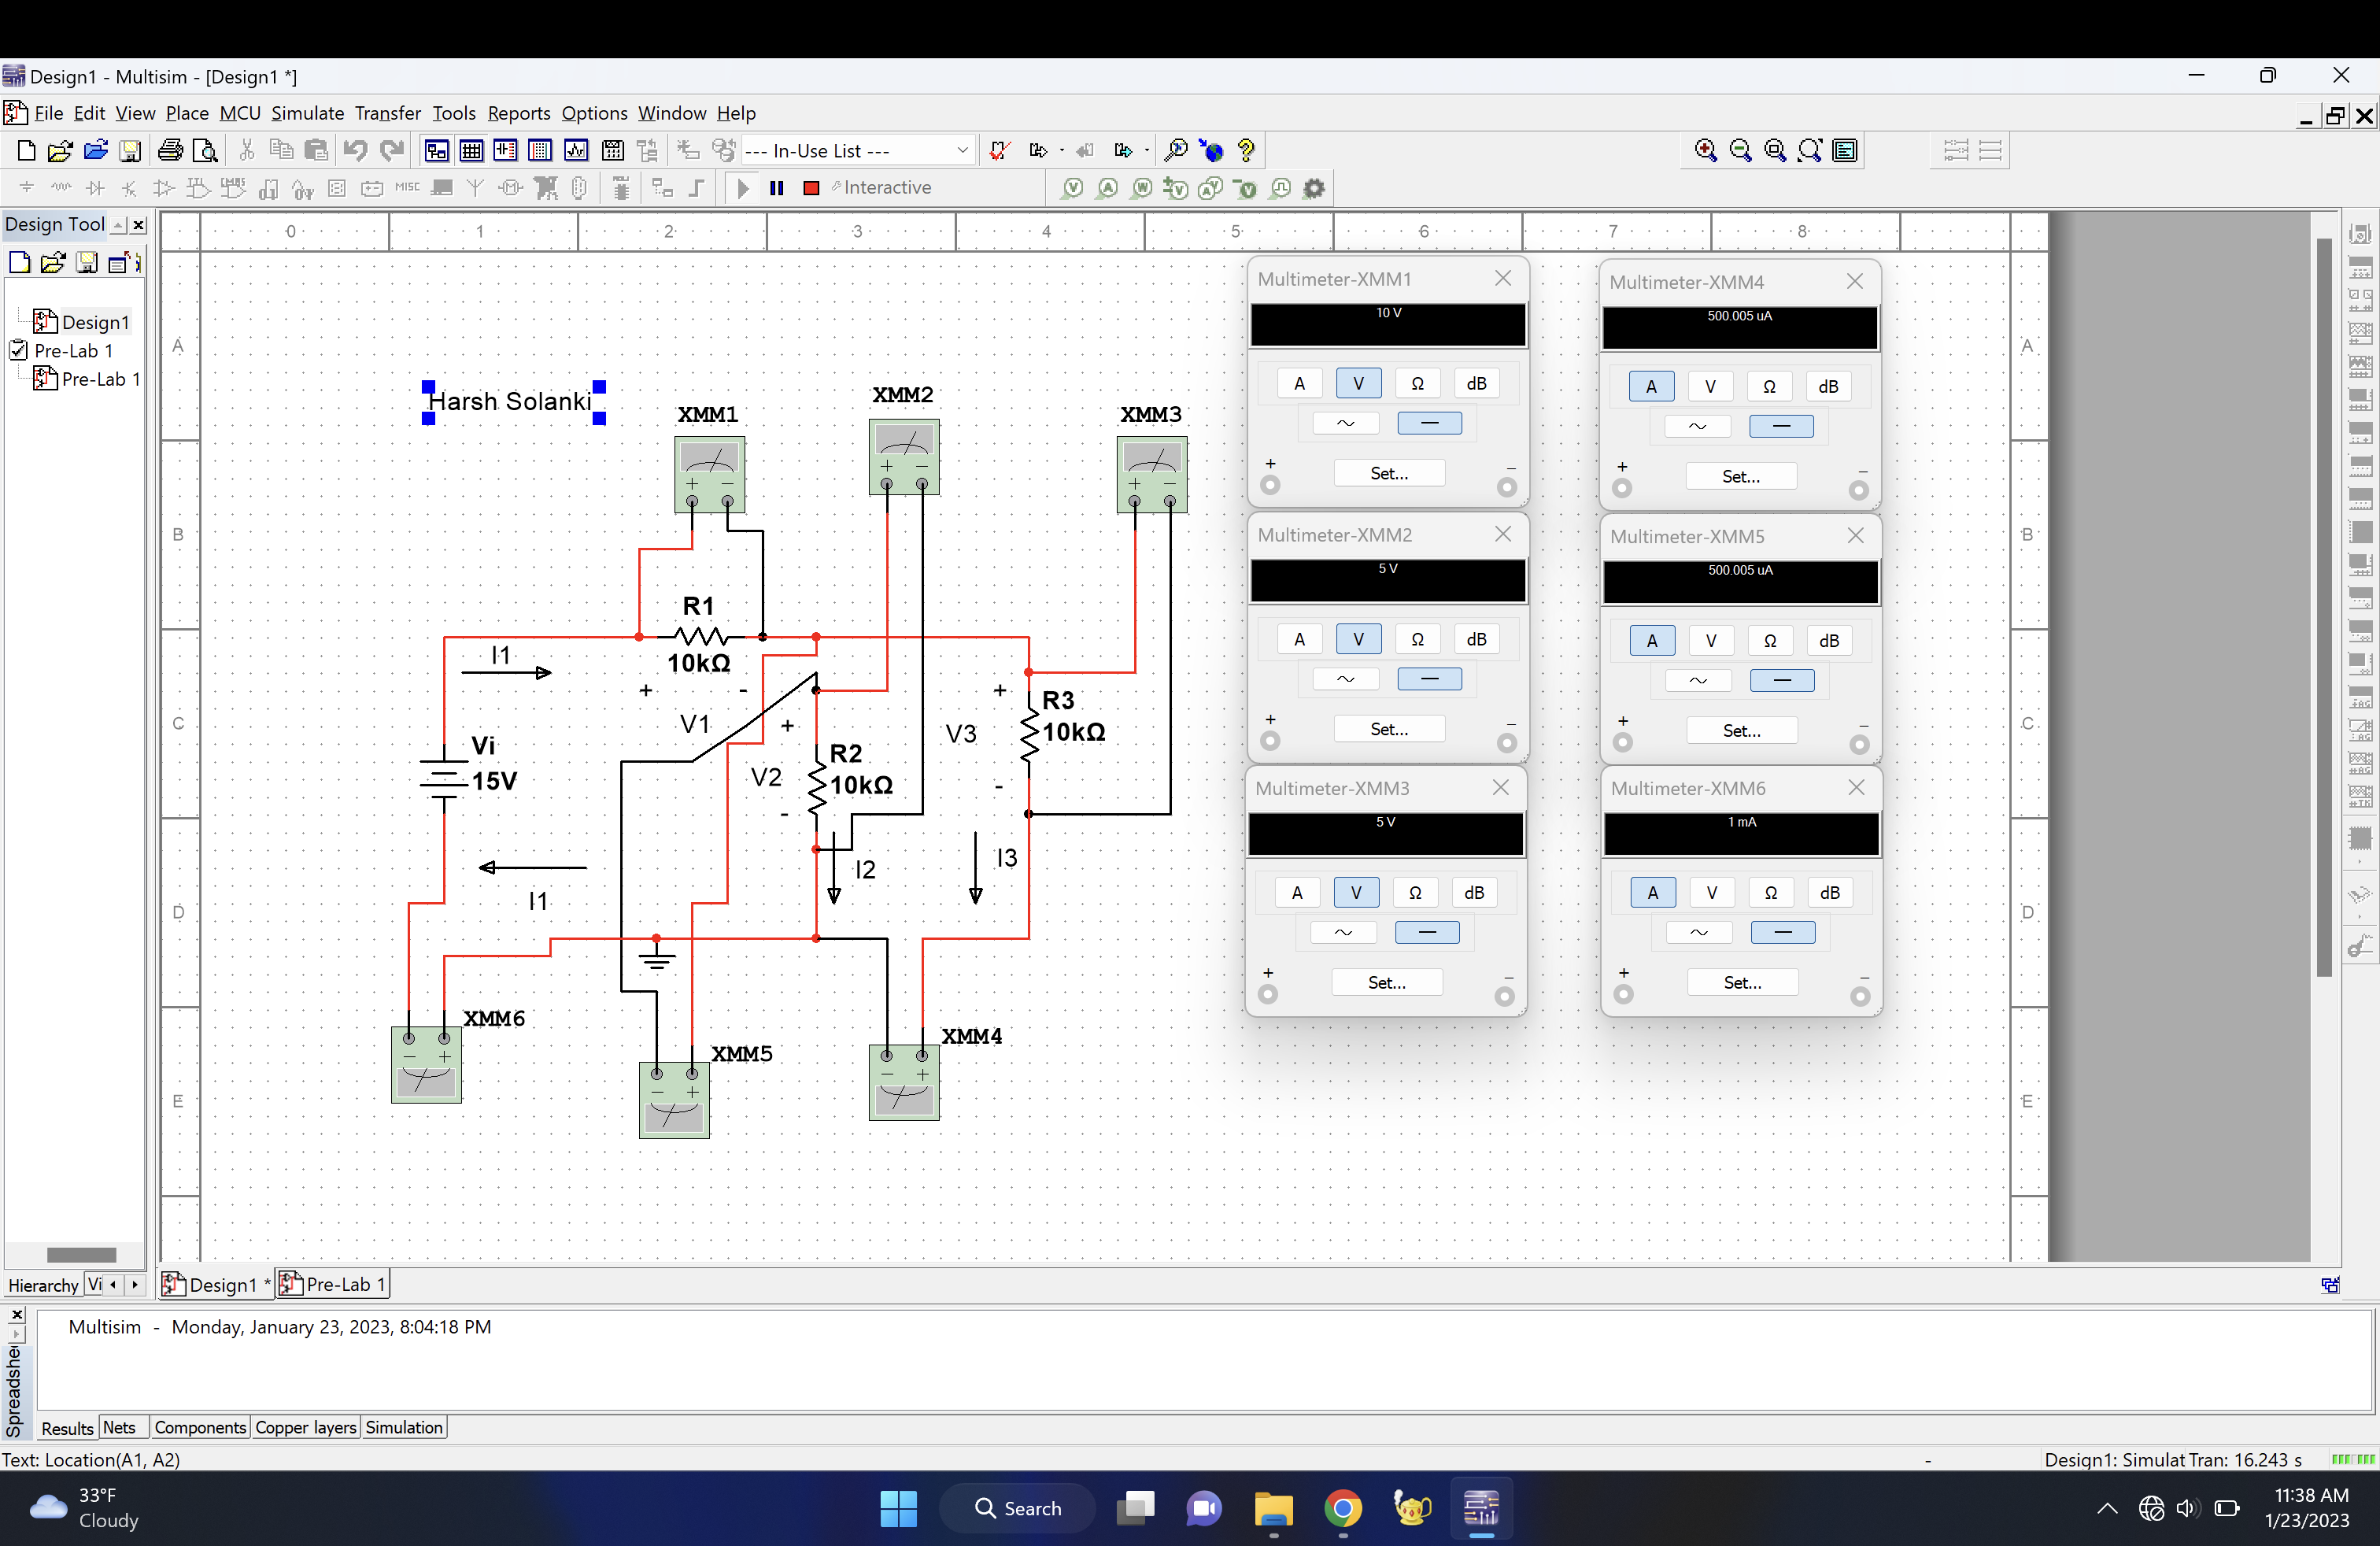 Design1 - Multisim - [Design1 *]
File Edit View Place MCU Simulate Transfer Tools Reports Options Window Help
--- In-Use List ---
Interactive
Design Tool
Design1
Pre-Lab 1
Pre-Lab 1
0 1 2 3 4 5 6 7 8
A A
B B
C C
D D
E E
Harsh Solanki
XMM1
+ −
XMM2
+ −
XMM3
+ −
R1
10kΩ
I1
+ -
V1
Vi
15V
+
V2
-
R2
10kΩ
+
V3
-
R3
10kΩ
I2
I3
I1
XMM6
− +
XMM5
− +
XMM4
− +
Multimeter-XMM1
10 V
A V Ω dB
~ —
+ Set... −
Multimeter-XMM4
500.005 uA
A V Ω dB
~ —
+ Set... −
Multimeter-XMM2
5 V
A V Ω dB
~ —
+ Set... −
Multimeter-XMM5
500.005 uA
A V Ω dB
~ —
+ Set... −
Multimeter-XMM3
5 V
A V Ω dB
~ —
+ Set... −
Multimeter-XMM6
1 mA
A V Ω dB
~ —
+ Set... −
Hierarchy Vi
Design1 * Pre-Lab 1
Multisim - Monday, January 23, 2023, 8:04:18 PM
Results Nets Components Copper layers Simulation
Text: Location(A1, A2)
- Design1: Simulat Tran: 16.243 s
33°F
Cloudy
Search
11:38 AM
1/23/2023